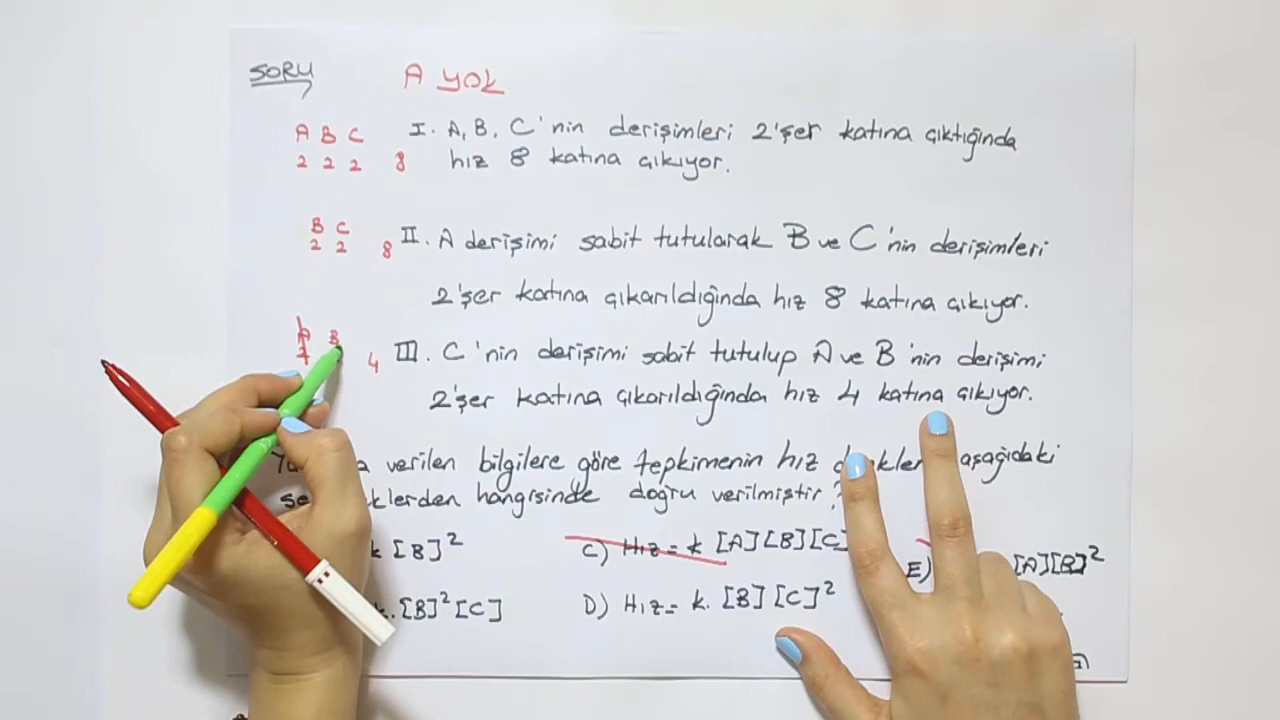 SORU
A YOK
A B C
2 2 2 8
I. A, B, C'nin derişimleri 2'şer katına çıktığında
hız 8 katına çıkıyor.
B C
2 2 8
II. A derişimi sabit tutularak B ve C'nin derişimleri
2'şer katına çıkarıldığında hız 8 katına çıkıyor.
A B
4
III. C'nin derişimi sabit tutulup A ve B'nin derişimi
2'şer katına çıkarıldığında hız 4 katına çıkıyor.
verilen bilgilere göre tepkimenin hız aşağıdaki
hangisinde doğru verilmiştir?
k [B]²
k. [B]² [C]
C) Hız = k [A][B][C]
D) Hız = k. [B] [C]²
E) [A][B]²